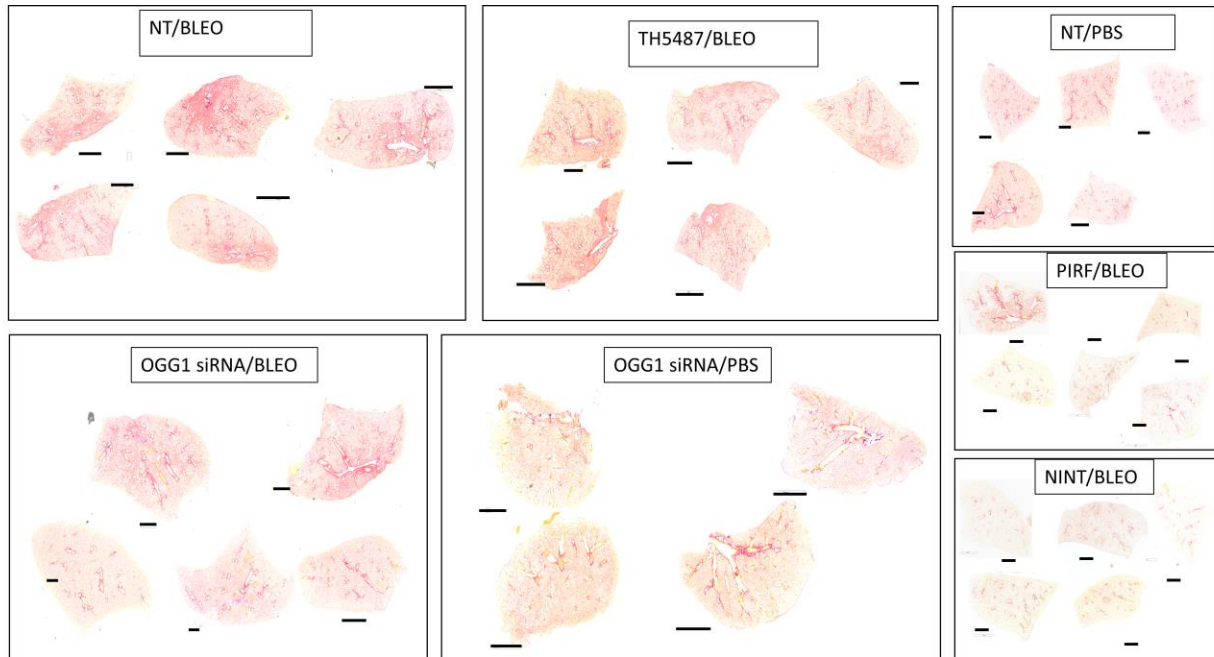 NT/BLEO
TH5487/BLEO
NT/PBS
PIRF/BLEO
OGG1 siRNA/BLEO
OGG1 siRNA/PBS
NINT/BLEO